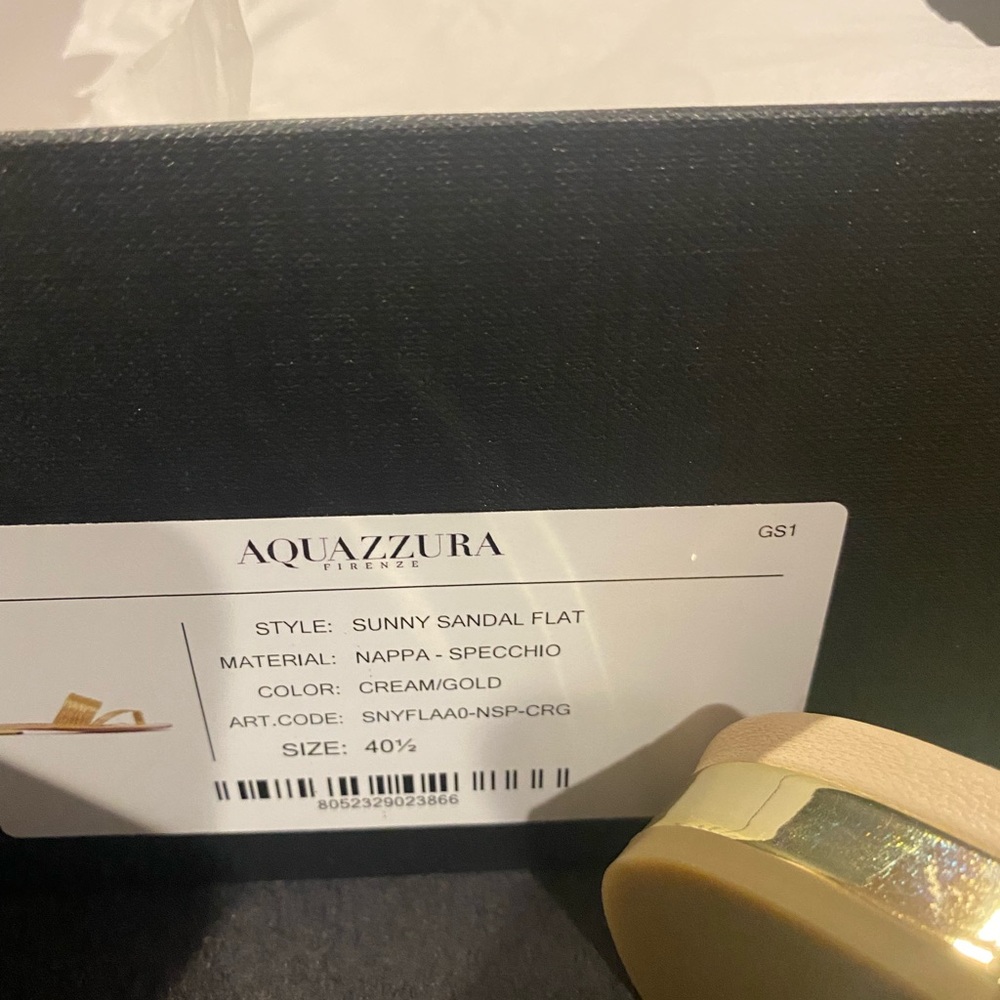 AQUAZZURA
FIRENZE
GS1
STYLE: SUNNY SANDAL FLAT
MATERIAL: NAPPA - SPECCHIO
COLOR: CREAM/GOLD
ART.CODE: SNYFLAA0-NSP-CRG
SIZE: 40½
8052329023866